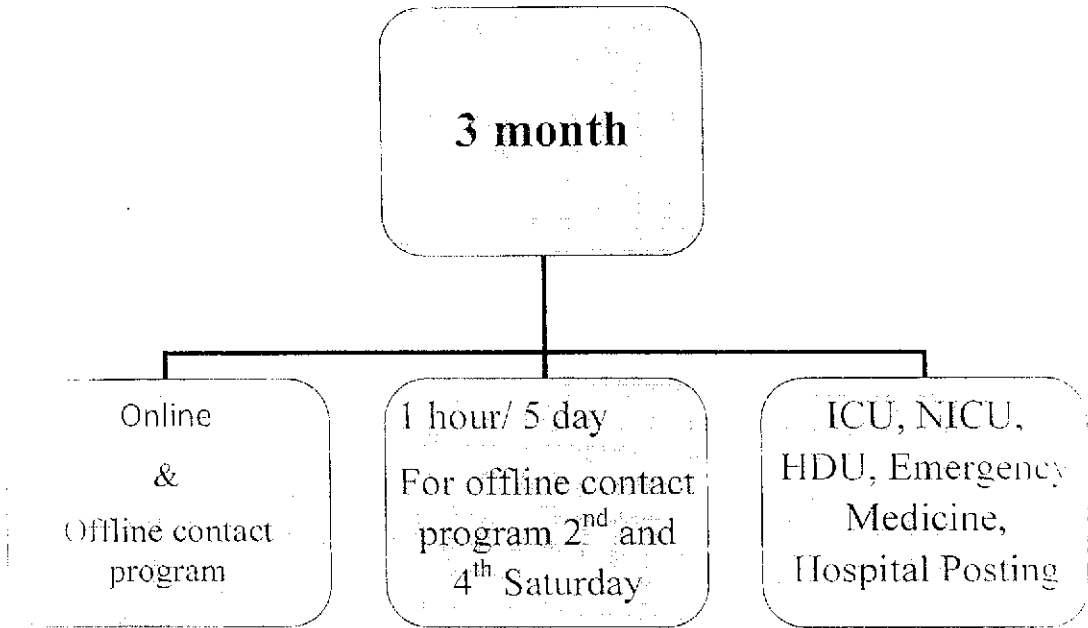 3 month
Online
&
Offline contact
program
1 hour/ 5 day
For offline contact
program 2nd and
4th Saturday
ICU, NICU,
HDU, Emergency
Medicine,
Hospital Posting